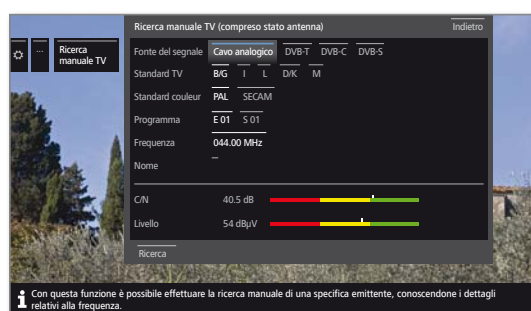 Ricerca manuale TV (compreso stato antenna) Indietro
... Ricerca manuale TV
Fonte del segnale Cavo analogico DVB-T DVB-C DVB-S
Standard TV B/G I L D/K M
Standard couleur PAL SECAM
Programma E 01 S 01
Frequenza 044.00 MHz
Nome –
C/N 40.5 dB
Livello 54 dBµV
Ricerca
Con questa funzione è possibile effettuare la ricerca manuale di una specifica emittente, conoscendone i dettagli
relativi alla frequenza.